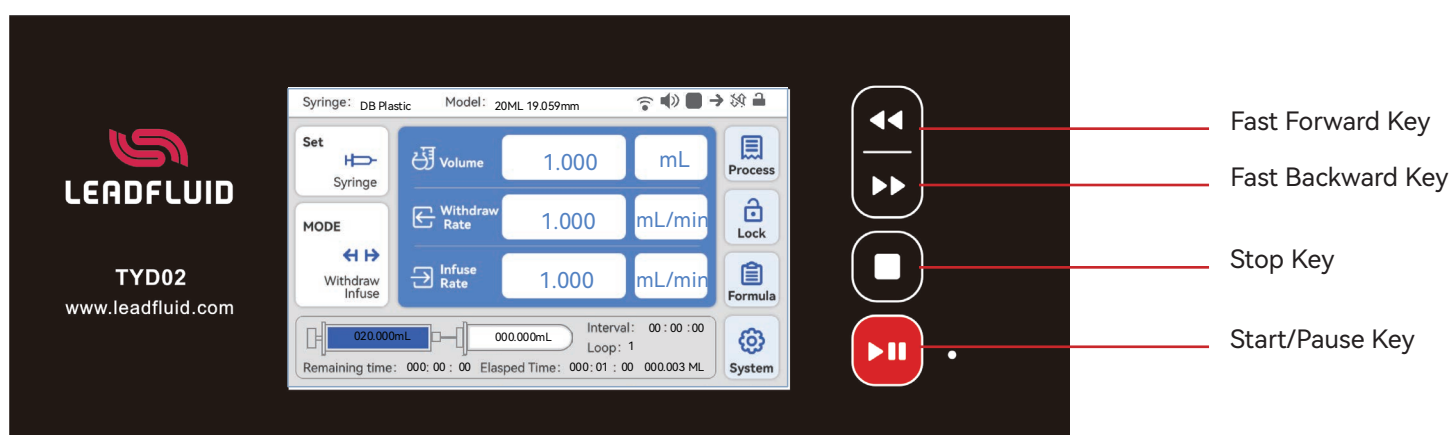 LEADFLUID
TYD02
www.leadfluid.com
Syringe: DB Plastic Model: 20ML 19.059mm
Set
Syringe
MODE
Withdraw
Infuse
Volume 1.000 mL
Withdraw
Rate 1.000 mL/min
Infuse
Rate 1.000 mL/min
Process
Lock
Formula
System
020.000mL 000.000mL
Interval: 00 : 00 :00
Loop: 1
Remaining time: 000: 00 : 00 Elasped Time: 000: 01 : 00 000.003 ML
Fast Forward Key
Fast Backward Key
Stop Key
Start/Pause Key